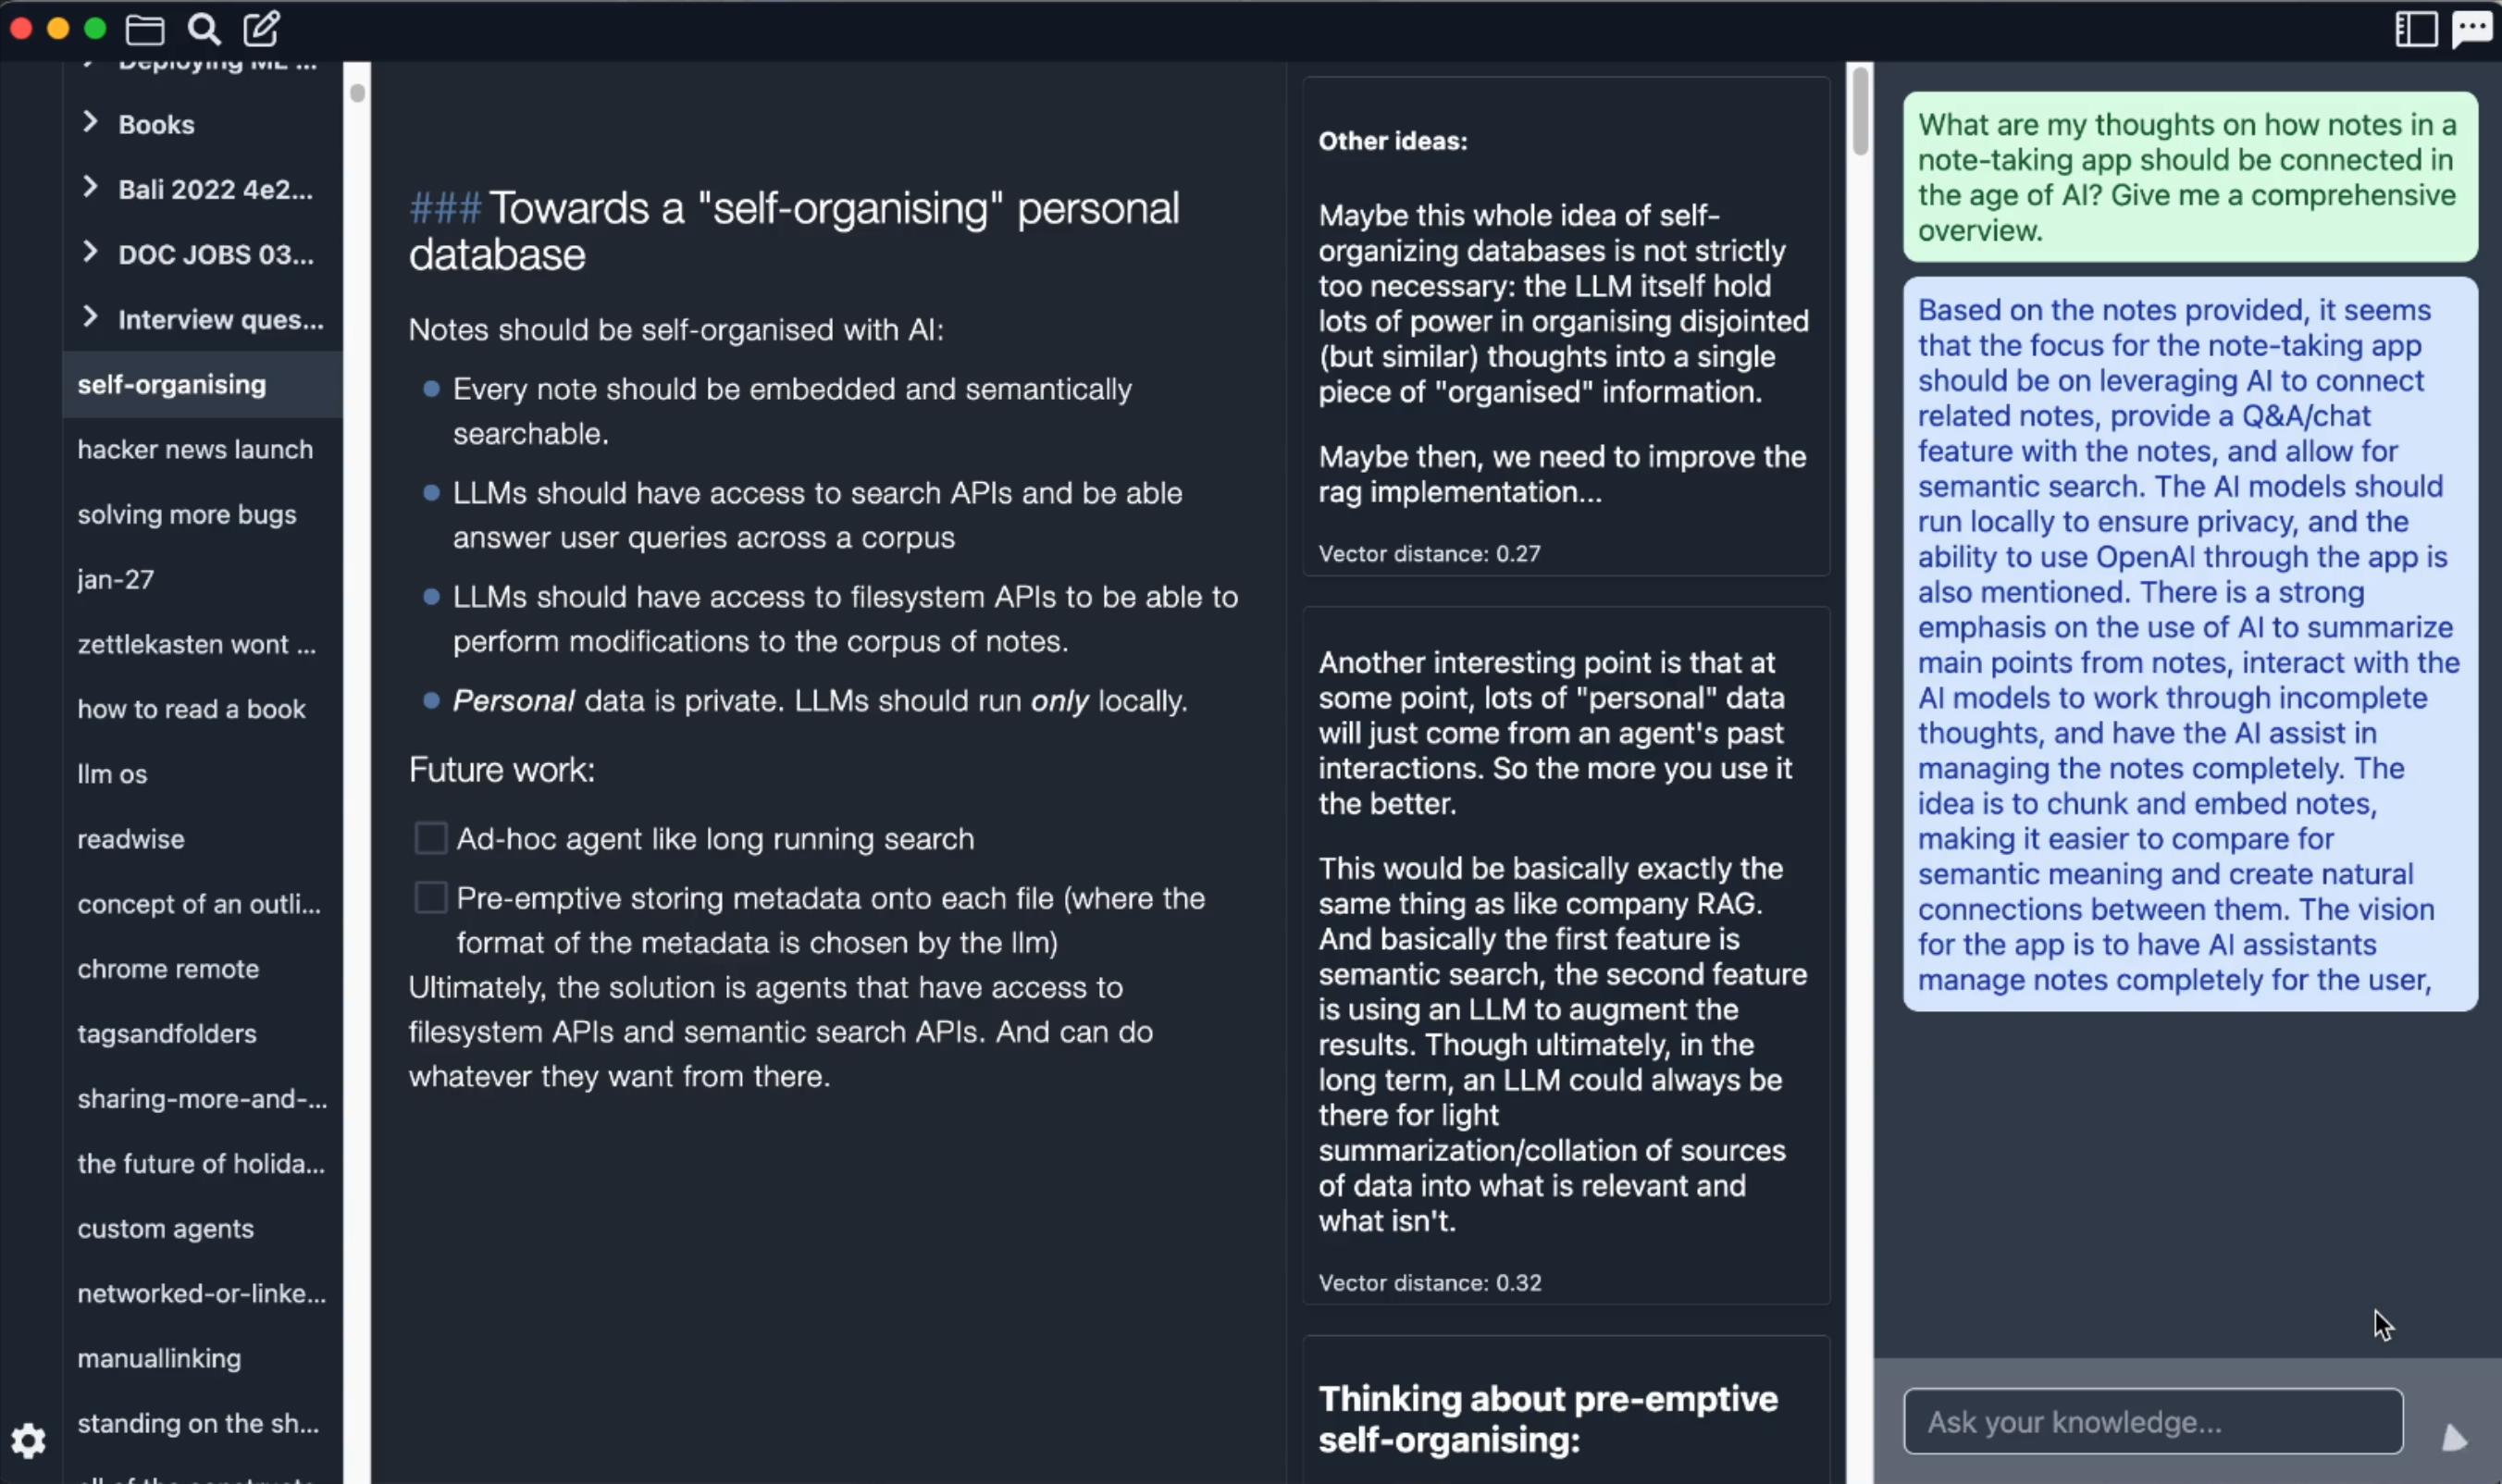 Deploying ML ...
Books
Bali 2022 4e2...
DOC JOBS 03...
Interview ques...
self-organising
hacker news launch
solving more bugs
jan-27
zettlekasten wont ...
how to read a book
llm os
readwise
concept of an outli...
chrome remote
tagsandfolders
sharing-more-and-...
the future of holida...
custom agents
networked-or-linke...
manuallinking
standing on the sh...
### Towards a "self-organising" personal
database
Notes should be self-organised with AI:
Every note should be embedded and semantically
searchable.
LLMs should have access to search APIs and be able
answer user queries across a corpus
LLMs should have access to filesystem APIs to be able to
perform modifications to the corpus of notes.
Personal data is private. LLMs should run only locally.
Future work:
Ad-hoc agent like long running search
Pre-emptive storing metadata onto each file (where the
format of the metadata is chosen by the llm)
Ultimately, the solution is agents that have access to
filesystem APIs and semantic search APIs. And can do
whatever they want from there.
Other ideas:
Maybe this whole idea of self-
organizing databases is not strictly
too necessary: the LLM itself hold
lots of power in organising disjointed
(but similar) thoughts into a single
piece of "organised" information.
Maybe then, we need to improve the
rag implementation...
Vector distance: 0.27
Another interesting point is that at
some point, lots of "personal" data
will just come from an agent's past
interactions. So the more you use it
the better.
This would be basically exactly the
same thing as like company RAG.
And basically the first feature is
semantic search, the second feature
is using an LLM to augment the
results. Though ultimately, in the
long term, an LLM could always be
there for light
summarization/collation of sources
of data into what is relevant and
what isn't.
Vector distance: 0.32
Thinking about pre-emptive
self-organising:
What are my thoughts on how notes in a
note-taking app should be connected in
the age of AI? Give me a comprehensive
overview.
Based on the notes provided, it seems
that the focus for the note-taking app
should be on leveraging AI to connect
related notes, provide a Q&A/chat
feature with the notes, and allow for
semantic search. The AI models should
run locally to ensure privacy, and the
ability to use OpenAI through the app is
also mentioned. There is a strong
emphasis on the use of AI to summarize
main points from notes, interact with the
AI models to work through incomplete
thoughts, and have the AI assist in
managing the notes completely. The
idea is to chunk and embed notes,
making it easier to compare for
semantic meaning and create natural
connections between them. The vision
for the app is to have AI assistants
manage notes completely for the user,
Ask your knowledge...